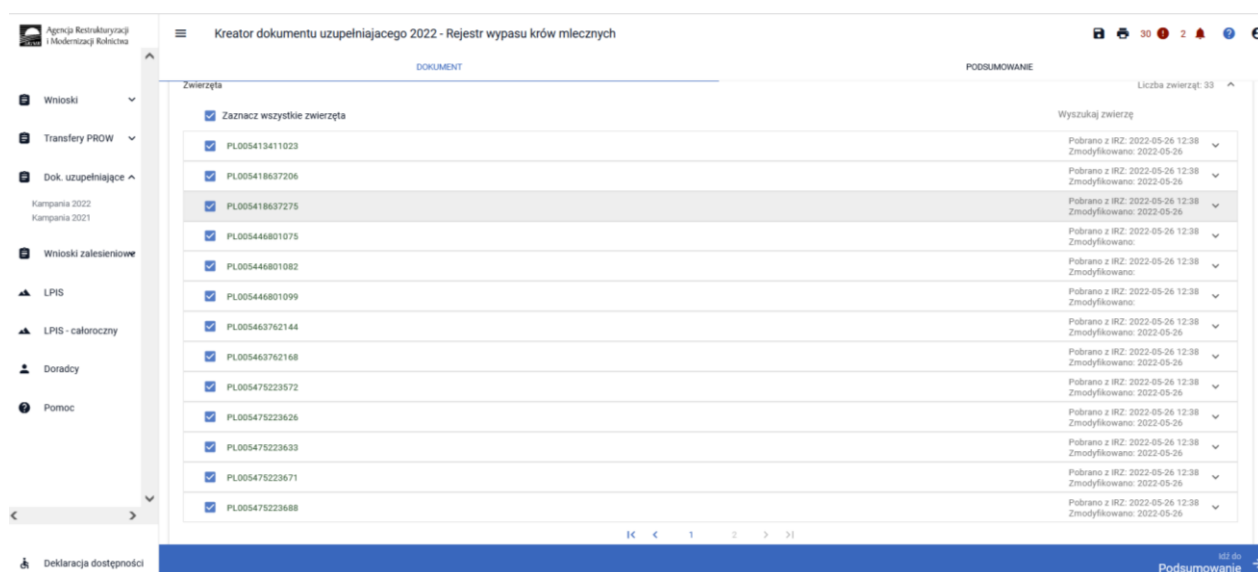 Agencja Restrukturyzacji
i Modernizacji Rolnictwa
Kreator dokumentu uzupełniajacego 2022 - Rejestr wypasu krów mlecznych
30
2
DOKUMENT
PODSUMOWANIE
Wnioski
Transfery PROW
Dok. uzupełniające
Kampania 2022
Kampania 2021
Wnioski zalesieniowe
LPIS
LPIS - całoroczny
Doradcy
Pomoc
Deklaracja dostępności
Zwierzęta
Liczba zwierząt: 33
Zaznacz wszystkie zwierzęta
Wyszukaj zwierzę
PL005413411023
Pobrano z IRZ: 2022-05-26 12:38
Zmodyfikowano: 2022-05-26
PL005418637206
Pobrano z IRZ: 2022-05-26 12:38
Zmodyfikowano: 2022-05-26
PL005418637275
Pobrano z IRZ: 2022-05-26 12:38
Zmodyfikowano: 2022-05-26
PL005446801075
Pobrano z IRZ: 2022-05-26 12:38
Zmodyfikowano:
PL005446801082
Pobrano z IRZ: 2022-05-26 12:38
Zmodyfikowano:
PL005446801099
Pobrano z IRZ: 2022-05-26 12:38
Zmodyfikowano:
PL005463762144
Pobrano z IRZ: 2022-05-26 12:38
Zmodyfikowano: 2022-05-26
PL005463762168
Pobrano z IRZ: 2022-05-26 12:38
Zmodyfikowano: 2022-05-26
PL005475223572
Pobrano z IRZ: 2022-05-26 12:38
Zmodyfikowano: 2022-05-26
PL005475223626
Pobrano z IRZ: 2022-05-26 12:38
Zmodyfikowano: 2022-05-26
PL005475223633
Pobrano z IRZ: 2022-05-26 12:38
Zmodyfikowano: 2022-05-26
PL005475223671
Pobrano z IRZ: 2022-05-26 12:38
Zmodyfikowano: 2022-05-26
PL005475223688
Pobrano z IRZ: 2022-05-26 12:38
Zmodyfikowano: 2022-05-26
1 2
Idź do
Podsumowanie